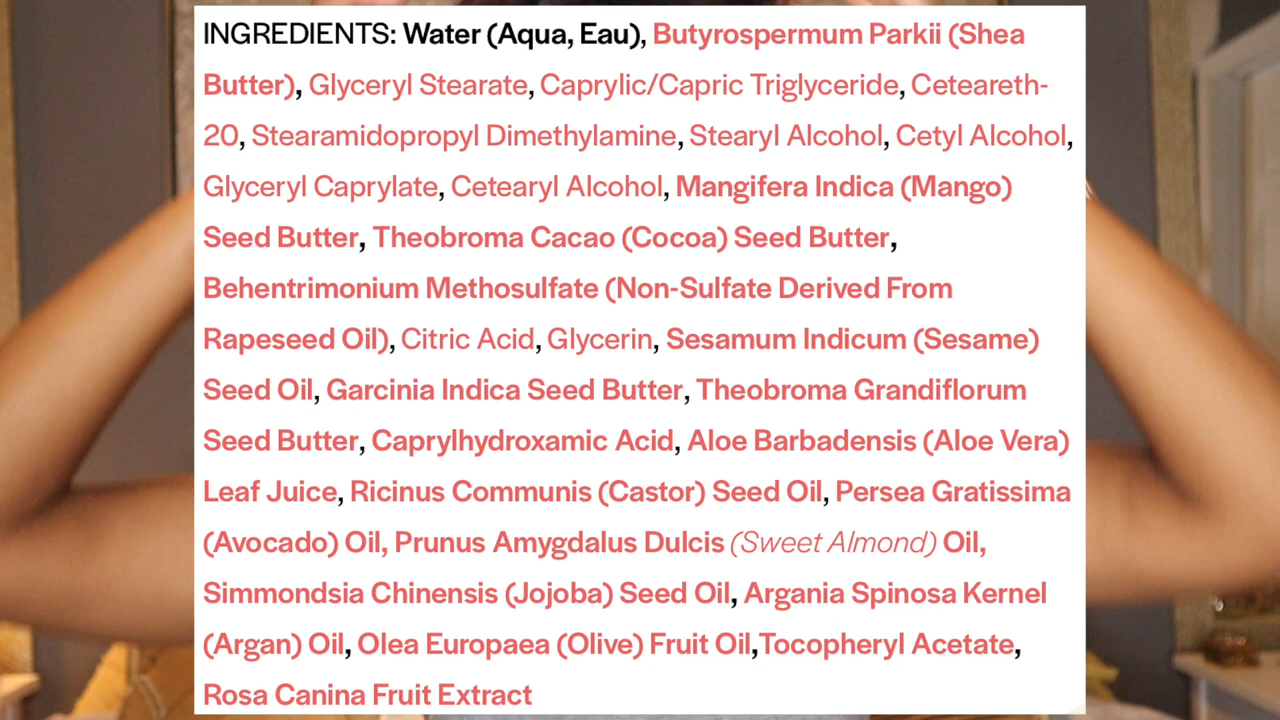 INGREDIENTS: Water (Aqua, Eau), Butyrospermum Parkii (Shea
Butter), Glyceryl Stearate, Caprylic/Capric Triglyceride, Ceteareth-
20, Stearamidopropyl Dimethylamine, Stearyl Alcohol, Cetyl Alcohol,
Glyceryl Caprylate, Cetearyl Alcohol, Mangifera Indica (Mango)
Seed Butter, Theobroma Cacao (Cocoa) Seed Butter,
Behentrimonium Methosulfate (Non-Sulfate Derived From
Rapeseed Oil), Citric Acid, Glycerin, Sesamum Indicum (Sesame)
Seed Oil, Garcinia Indica Seed Butter, Theobroma Grandiflorum
Seed Butter, Caprylhydroxamic Acid, Aloe Barbadensis (Aloe Vera)
Leaf Juice, Ricinus Communis (Castor) Seed Oil, Persea Gratissima
(Avocado) Oil, Prunus Amygdalus Dulcis (Sweet Almond) Oil,
Simmondsia Chinensis (Jojoba) Seed Oil, Argania Spinosa Kernel
(Argan) Oil, Olea Europaea (Olive) Fruit Oil,Tocopheryl Acetate,
Rosa Canina Fruit Extract